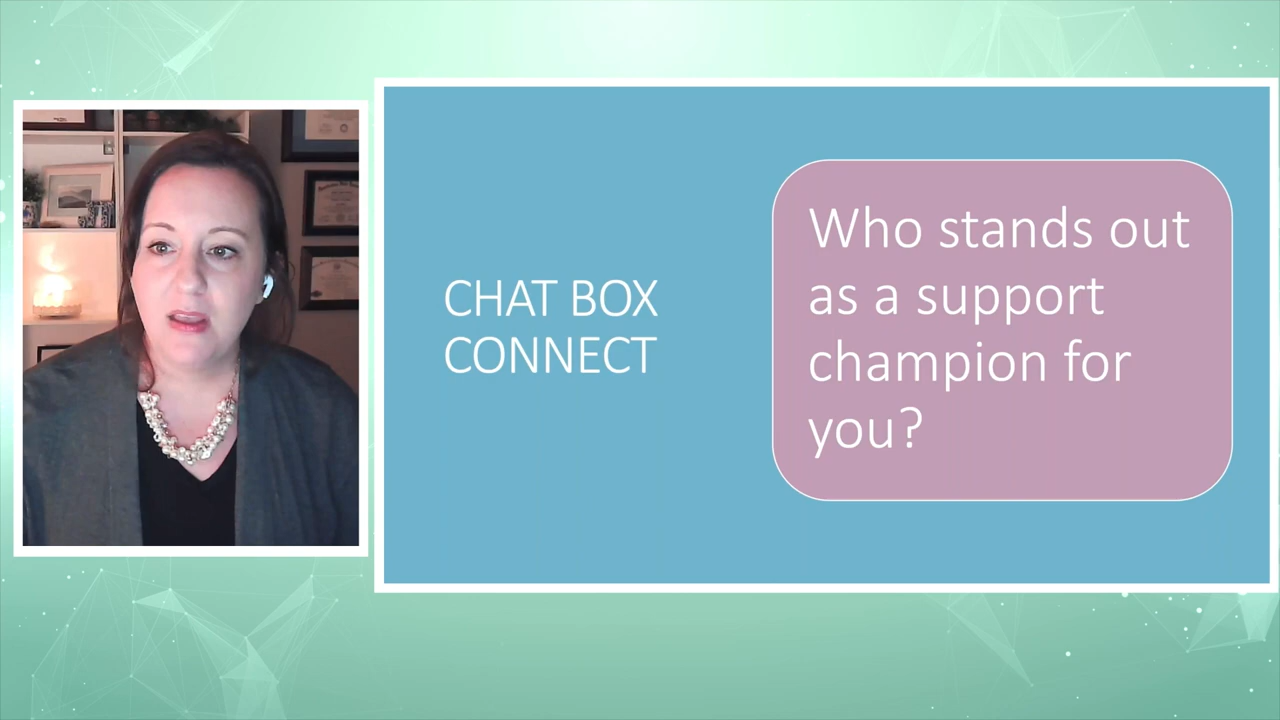 CHAT BOX
CONNECT
Who stands out
as a support
champion for
you?